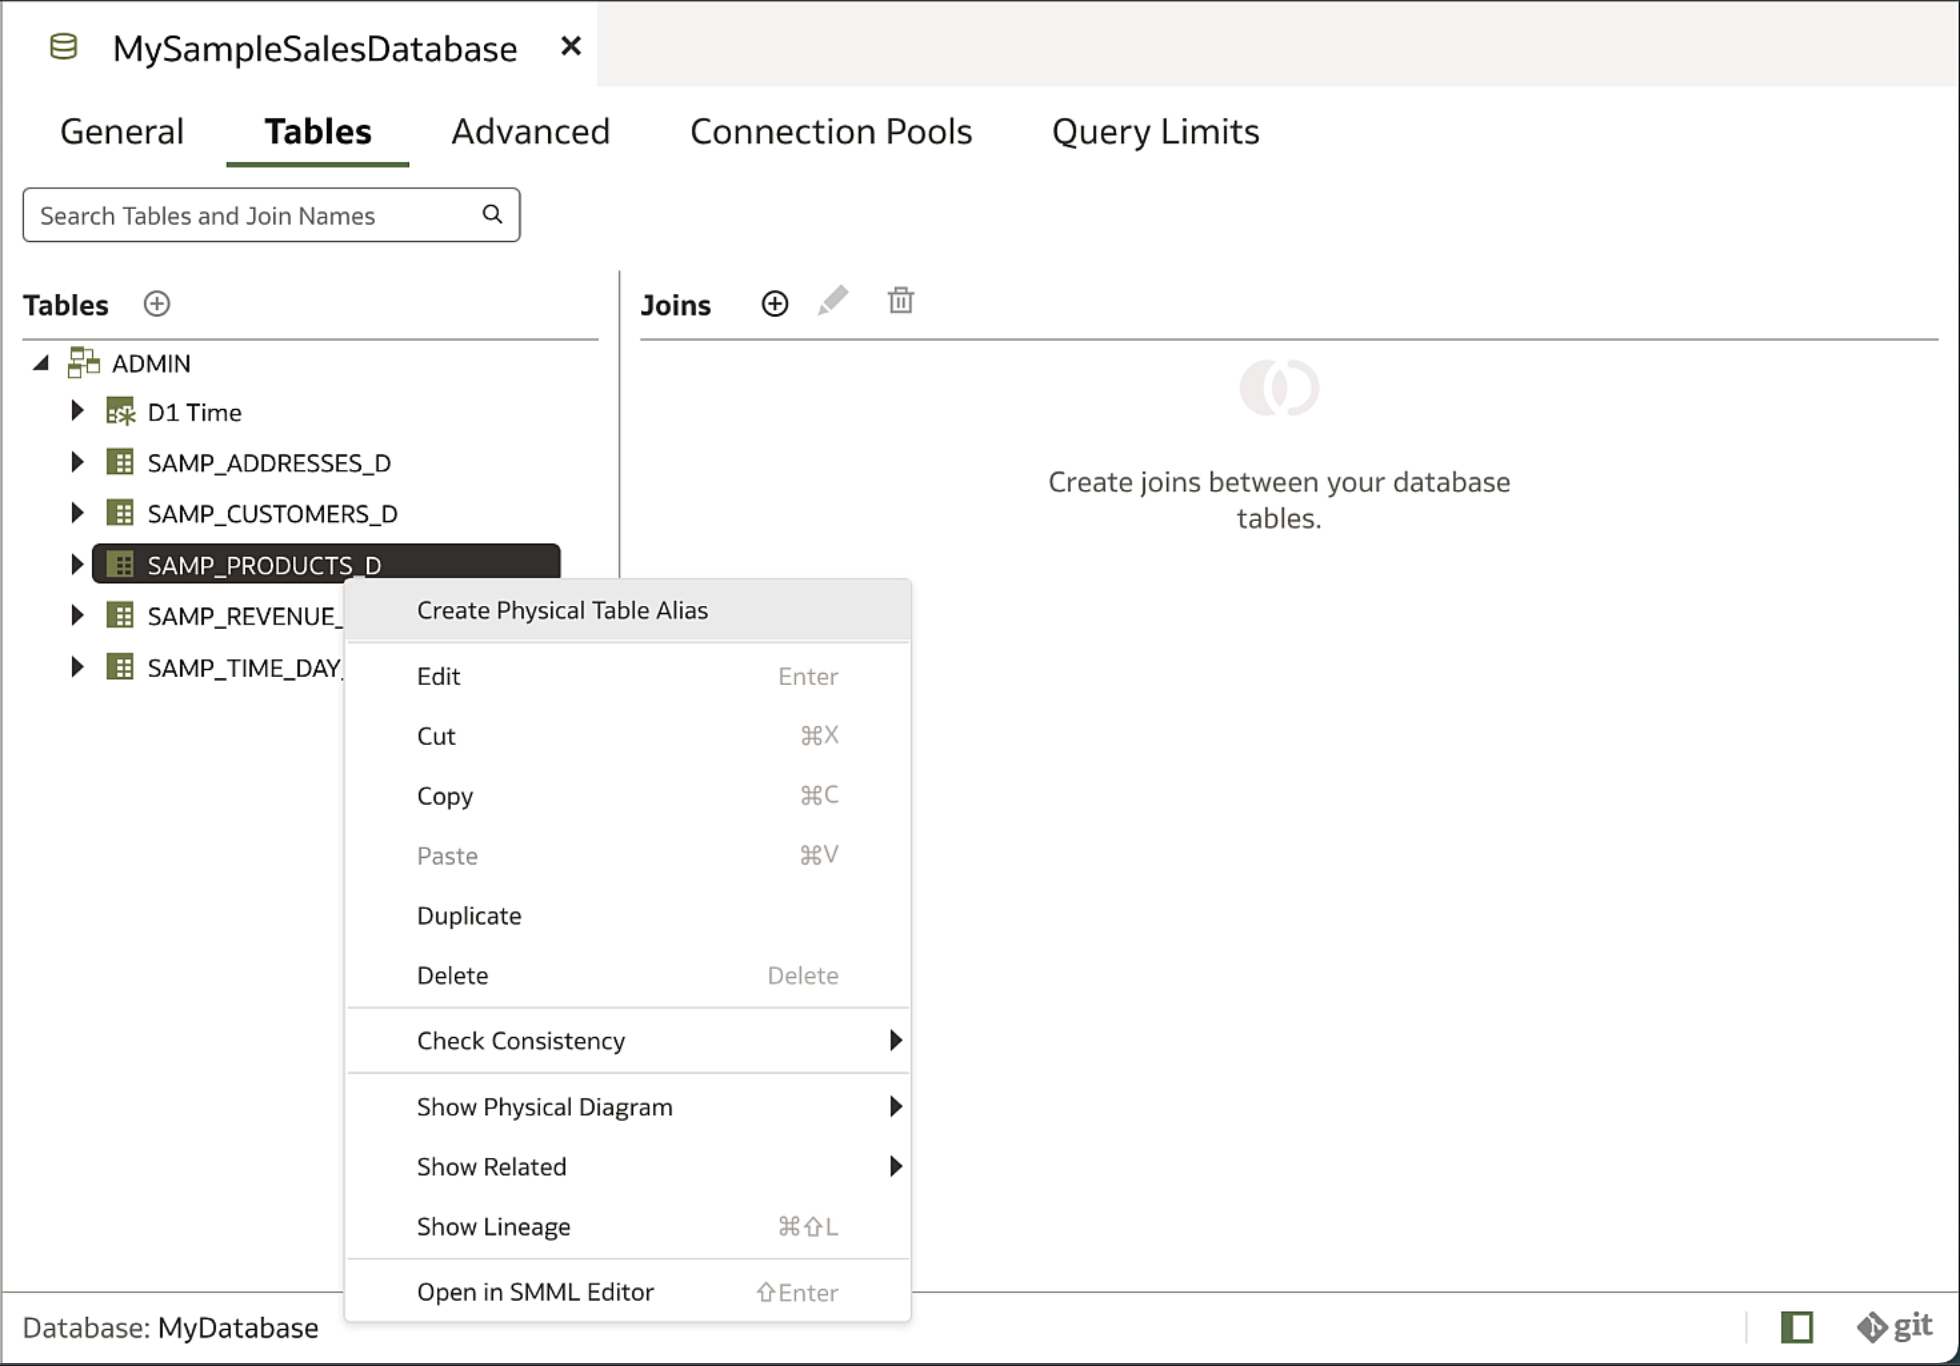 MySampleSalesDatabase
General Tables Advanced Connection Pools Query Limits
Search Tables and Join Names
Tables
Joins
ADMIN
D1 Time
SAMP_ADDRESSES_D
SAMP_CUSTOMERS_D
SAMP_PRODUCTS_D
SAMP_REVENUE_
SAMP_TIME_DAY_
Create joins between your database
tables.
Create Physical Table Alias
Edit Enter
Cut ⌘X
Copy ⌘C
Paste ⌘V
Duplicate
Delete Delete
Check Consistency
Show Physical Diagram
Show Related
Show Lineage ⌘⇧L
Open in SMML Editor ⇧Enter
Database: MyDatabase
git